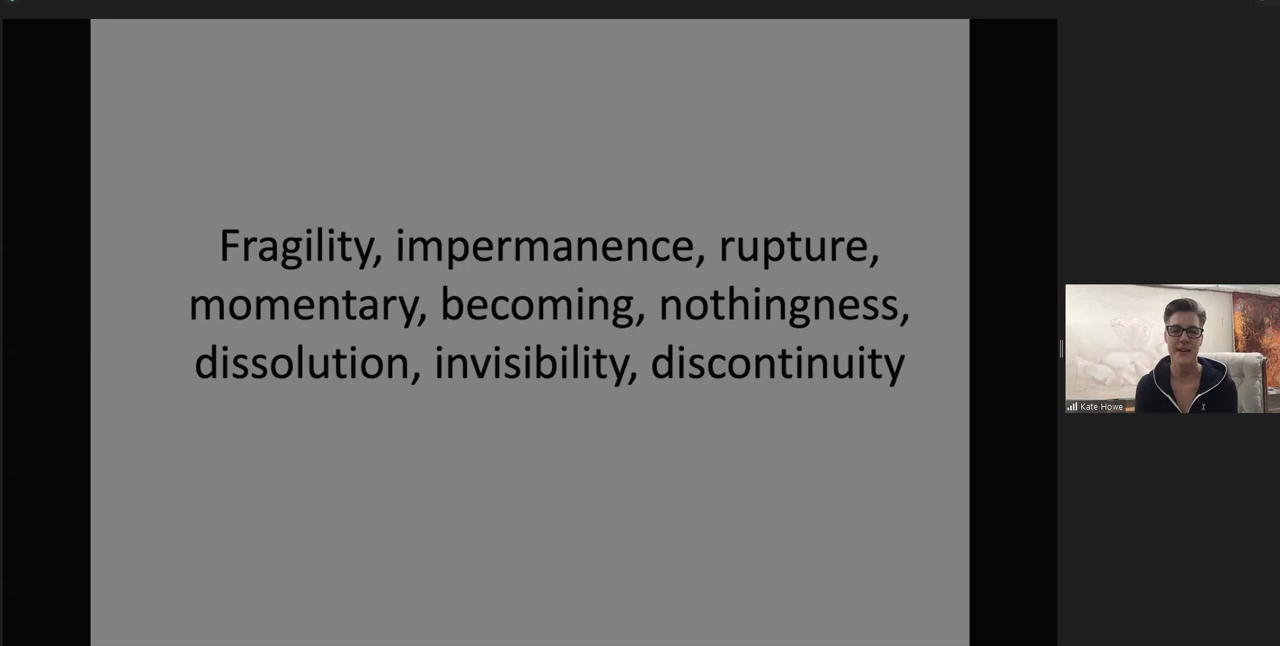 Fragility, impermanence, rupture,
momentary, becoming, nothingness,
dissolution, invisibility, discontinuity
Kate Howe